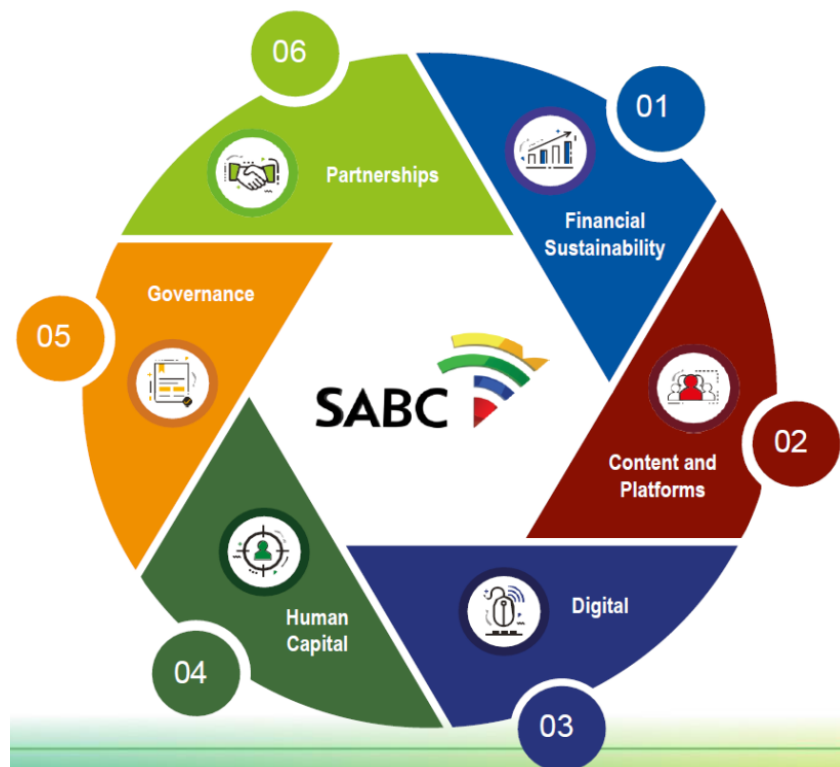 06
01
Partnerships
Financial
Sustainability
Governance
05
SABC
02
Content and
Platforms
Digital
Human
Capital
04
03